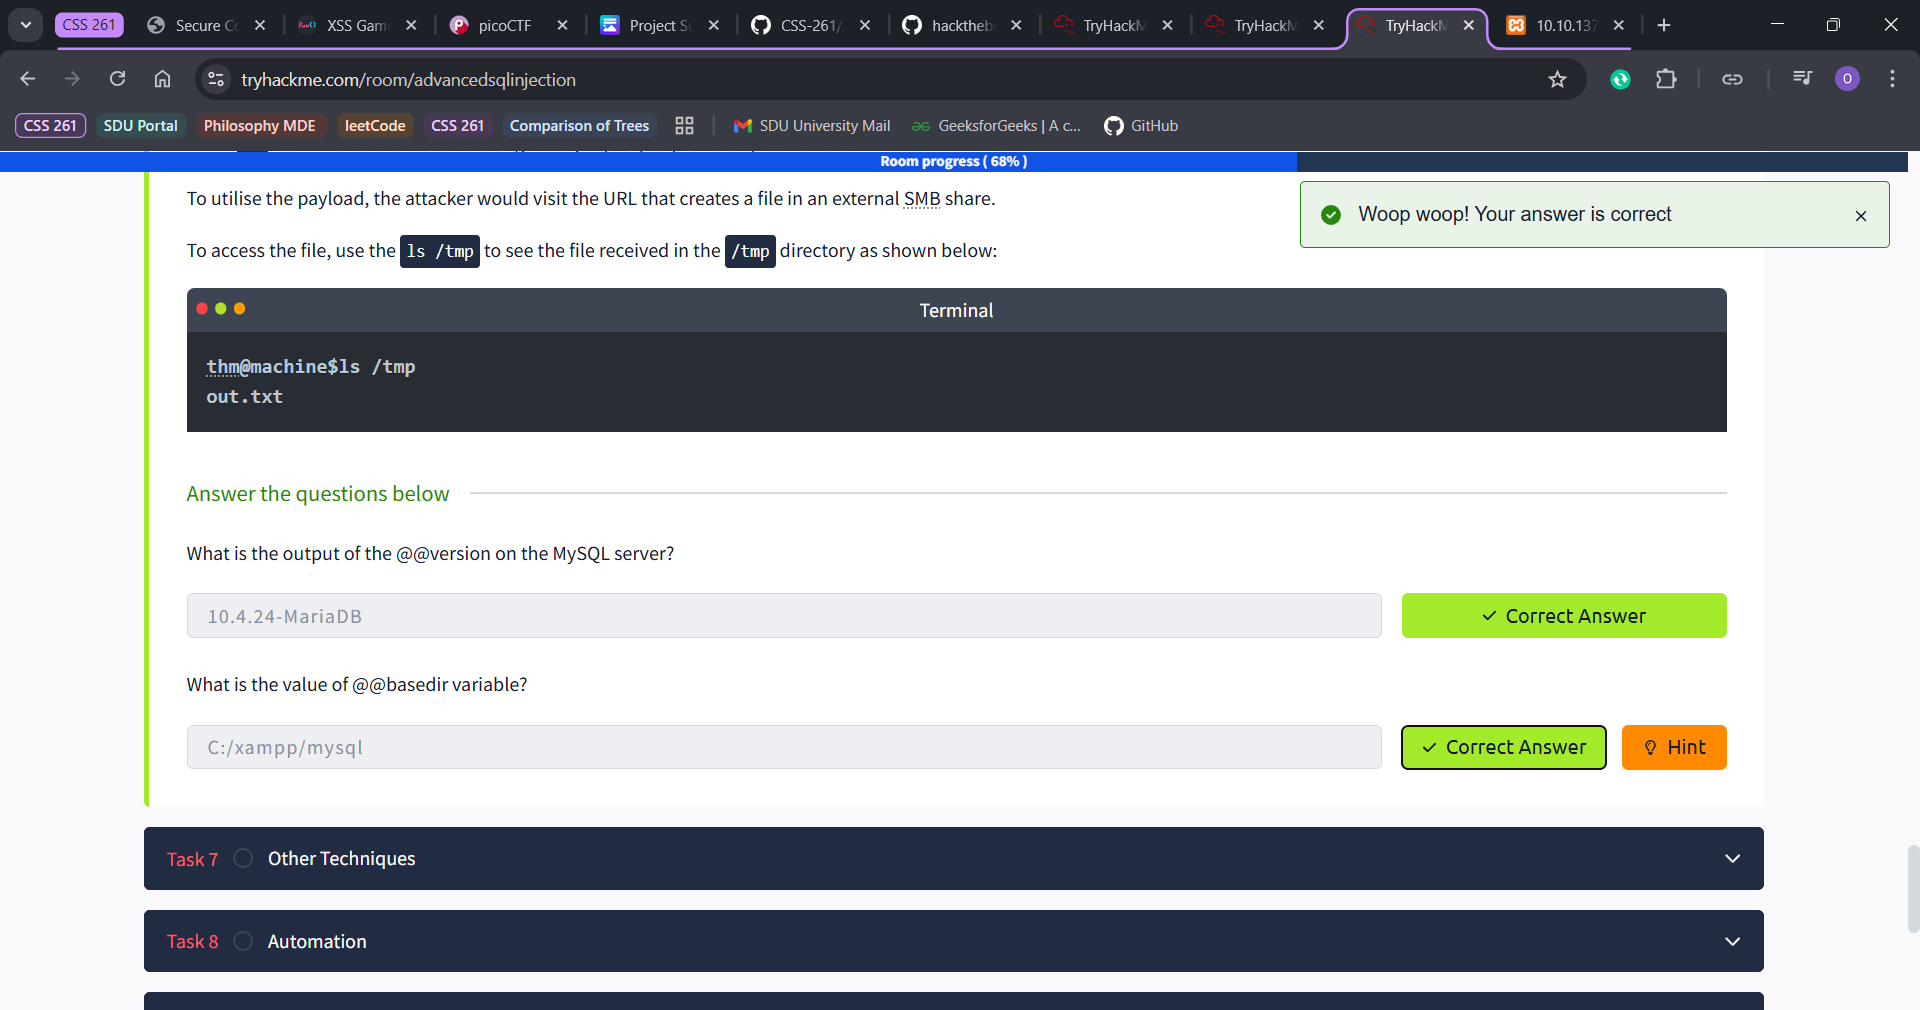 CSS 261
Secure Co
XSS Game
picoCTF
Project Su
CSS-261/
hackthebo
TryHackM
TryHackM
TryHackM
10.10.137
tryhackme.com/room/advancedsqlinjection
O
CSS 261
SDU Portal
Philosophy MDE
leetCode
CSS 261
Comparison of Trees
SDU University Mail
GeeksforGeeks | A c...
GitHub
Room progress ( 68% )
To utilise the payload, the attacker would visit the URL that creates a file in an external SMB share.
Woop woop! Your answer is correct
To access the file, use the ls /tmp to see the file received in the /tmp directory as shown below:
Terminal
thm@machine$ls /tmp
out.txt
Answer the questions below
What is the output of the @@version on the MySQL server?
10.4.24-MariaDB
Correct Answer
What is the value of @@basedir variable?
C:/xampp/mysql
Correct Answer
Hint
Task 7
Other Techniques
Task 8
Automation